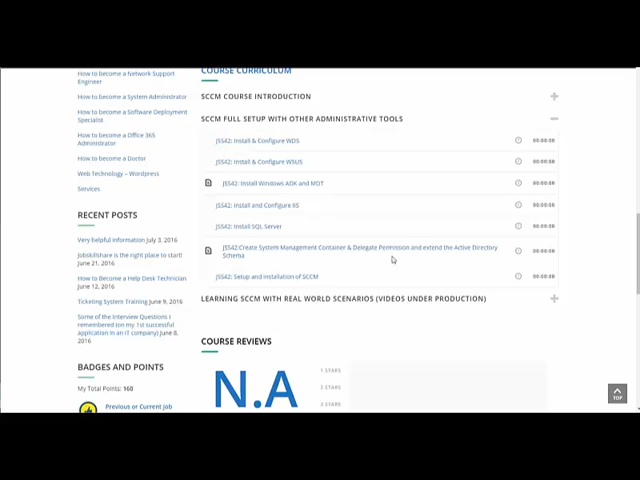 How to become a Network Support
Engineer
How to become a System Administrator
How to become a Software Deployment
Specialist
How to become a Office 365
Administrator
How to become a Doctor
Web Technology – Wordpress
Services
RECENT POSTS
Very helpful information July 3, 2016
Jobskillshare is the right place to start!
June 21, 2016
How to Become a Help Desk Technician
June 12, 2016
Ticketing System Training June 9, 2016
Some of the Interview Questions I
remembered (on my 1st successful
application in an IT company) June 8,
2016
BADGES AND POINTS
My Total Points: 160
Previous or Current Job
COURSE CURRICULUM
SCCM COURSE INTRODUCTION
SCCM FULL SETUP WITH OTHER ADMINISTRATIVE TOOLS
JSS42: Install & Configure WDS 00:00:00
JSS42: Install & Configure WSUS 00:00:00
JSS42: Install Windows ADK and MDT 00:00:00
JSS42: Install and Configure IIS 00:00:00
JSS42: Install SQL Server 00:00:00
JSS42:Create System Management Container & Delegate Permission and extend the Active Directory
Schema 00:00:00
JSS42: Setup and installation of SCCM 00:00:00
LEARNING SCCM WITH REAL WORLD SCENARIOS (VIDEOS UNDER PRODUCTION)
COURSE REVIEWS
N.A
1 STARS
2 STARS
3 STARS
TOP